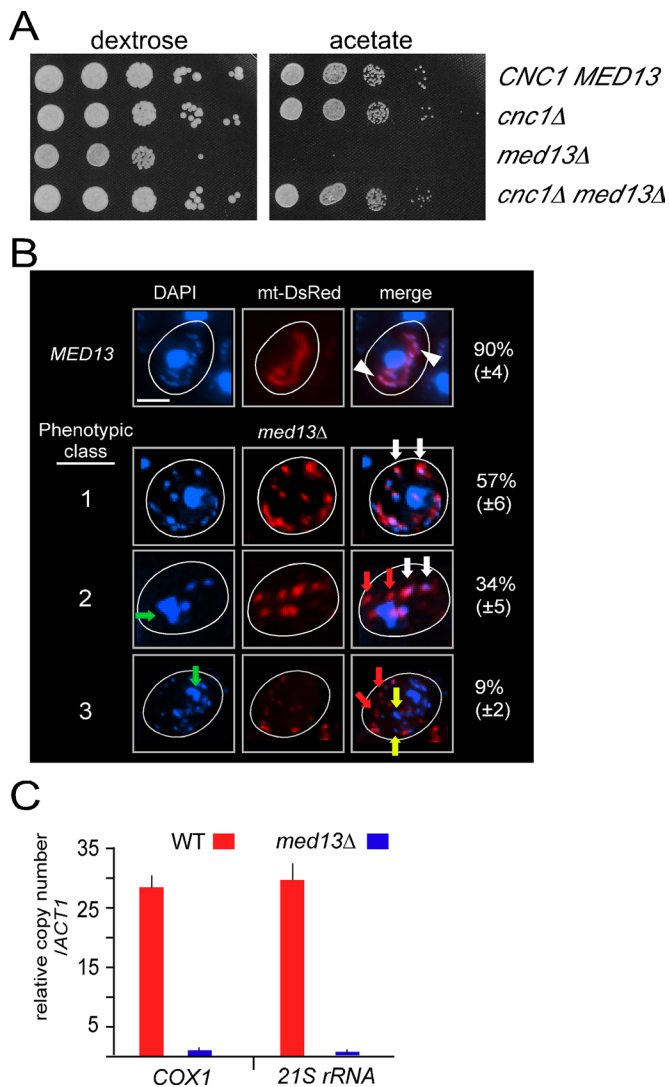 A
dextrose acetate
CNC1 MED13
cnc1Δ
med13Δ
cnc1Δ med13Δ
B
DAPI mt-DsRed merge
MED13 90%
(±4)
Phenotypic
class
med13Δ
1 57%
(±6)
2 34%
(±5)
3 9%
(±2)
C
WT med13Δ
relative copy number
/ACT1
35
25
15
5
COX1 21S rRNA